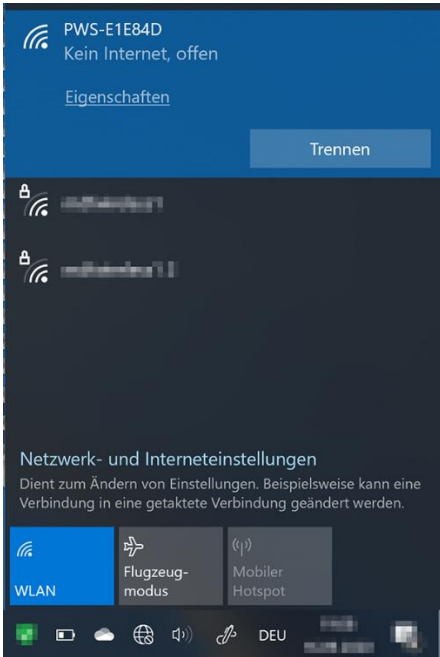 PWS-E1E84D
Kein Internet, offen
Eigenschaften
Trennen
Netzwerk- und Interneteinstellungen
Dient zum Ändern von Einstellungen. Beispielsweise kann eine
Verbindung in eine getaktete Verbindung geändert werden.
WLAN
Flugzeug-
modus
Mobiler
Hotspot
DEU